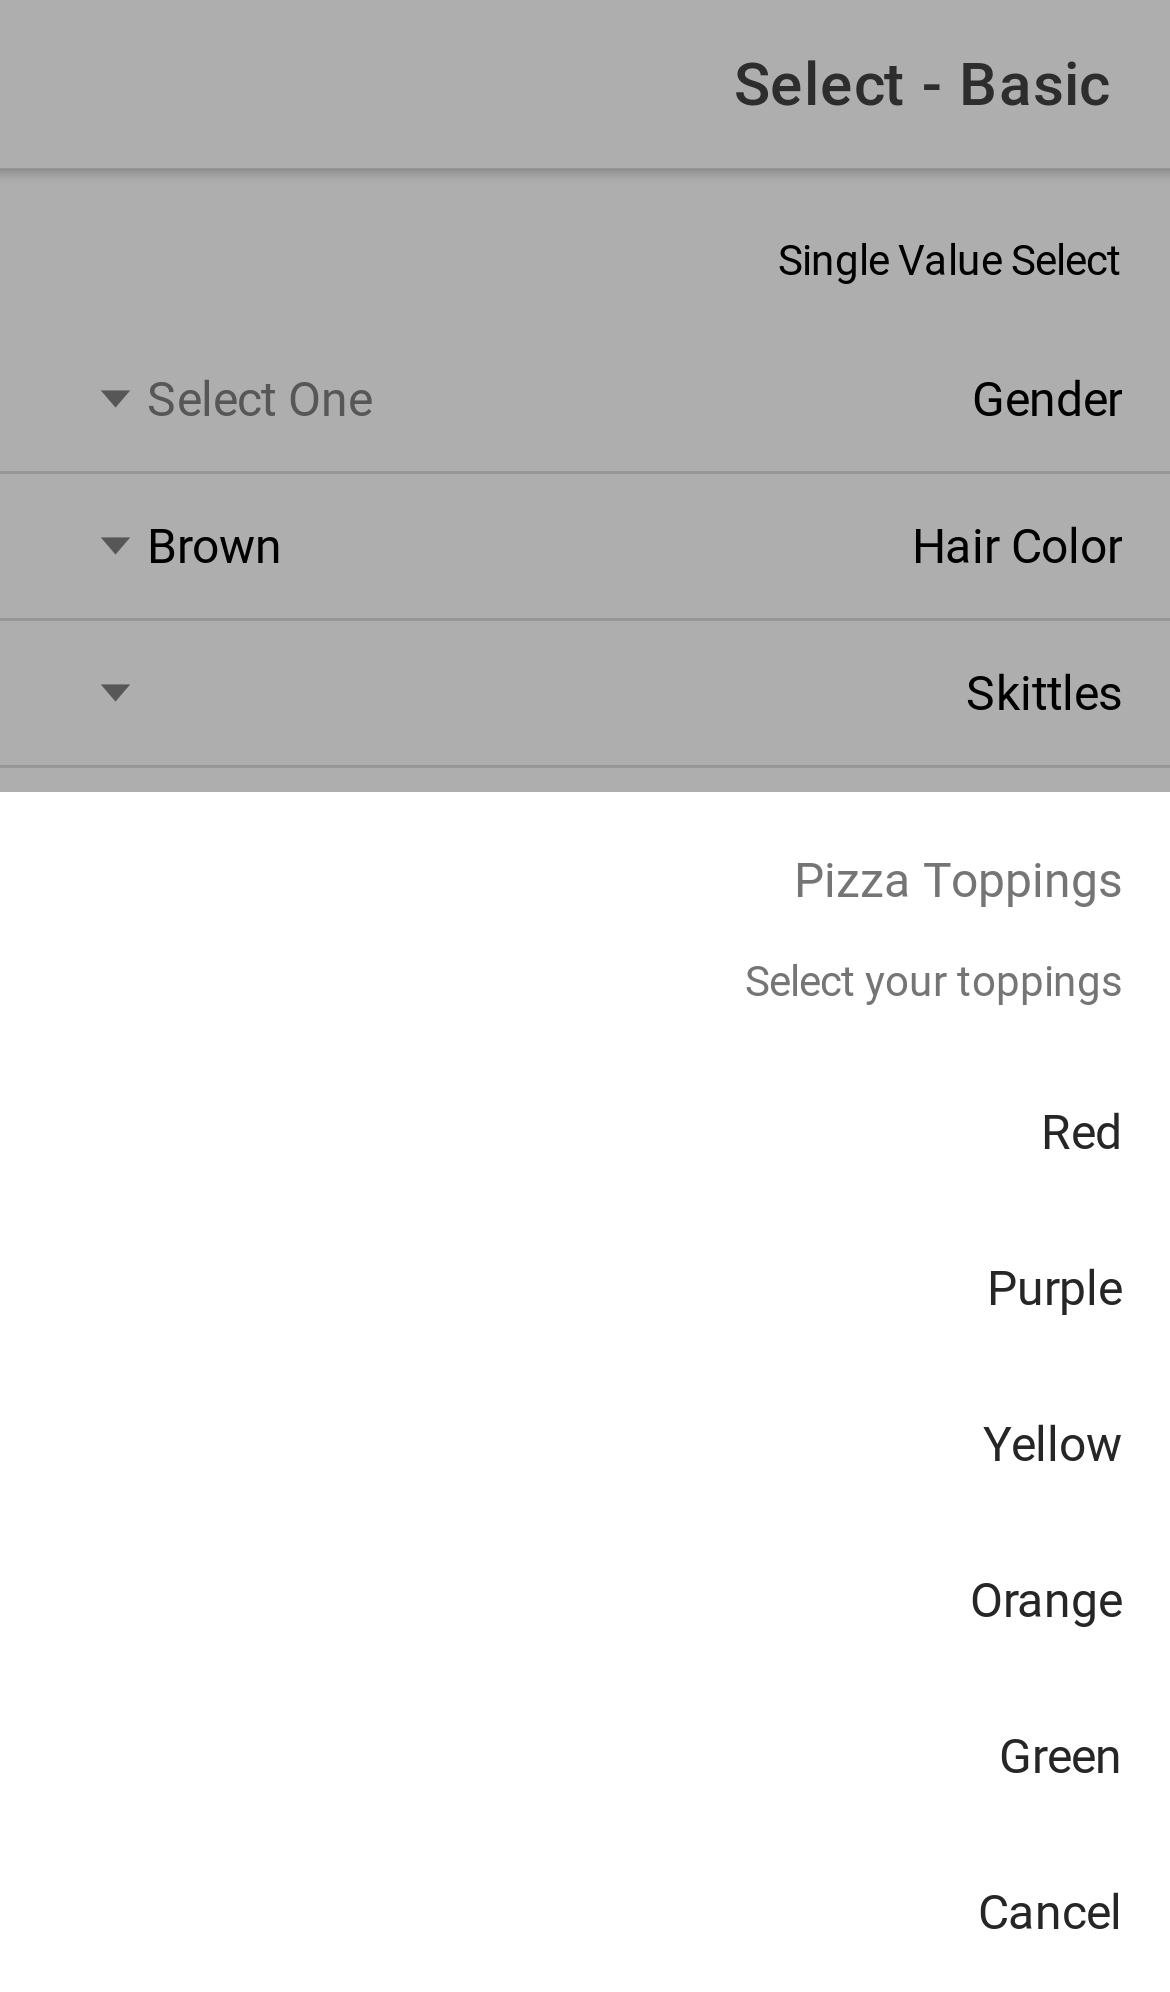 Select - Basic
Single Value Select
Gender
Select One
Hair Color
Brown
Skittles
Pizza Toppings
Select your toppings
Red
Purple
Yellow
Orange
Green
Cancel